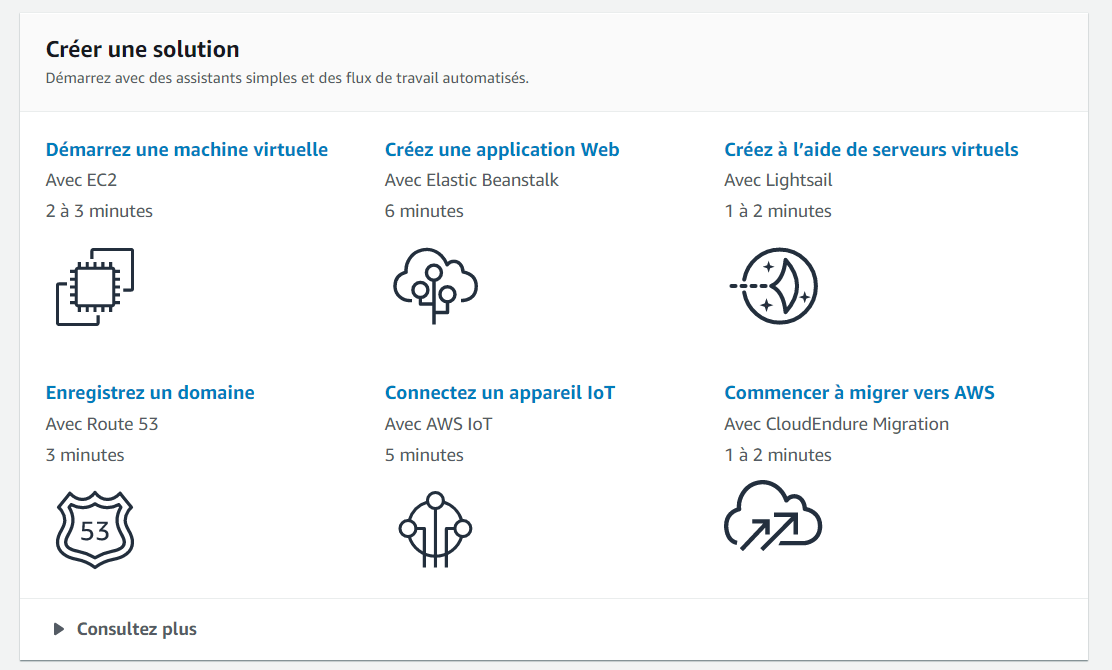 Créer une solution
Démarrez avec des assistants simples et des flux de travail automatisés.
Démarrez une machine virtuelle
Avec EC2
2 à 3 minutes
Créez une application Web
Avec Elastic Beanstalk
6 minutes
Créez à l’aide de serveurs virtuels
Avec Lightsail
1 à 2 minutes
Enregistrez un domaine
Avec Route 53
3 minutes
53
Connectez un appareil IoT
Avec AWS IoT
5 minutes
Commencer à migrer vers AWS
Avec CloudEndure Migration
1 à 2 minutes
Consultez plus